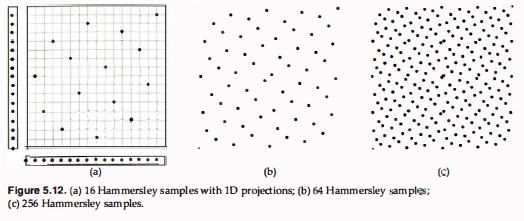 (a)
(b)
(c)
Figure 5.12. (a) 16 Hammersley samples with 1D projections; (b) 64 Hammersley samples;
(c) 256 Hammersley samples.